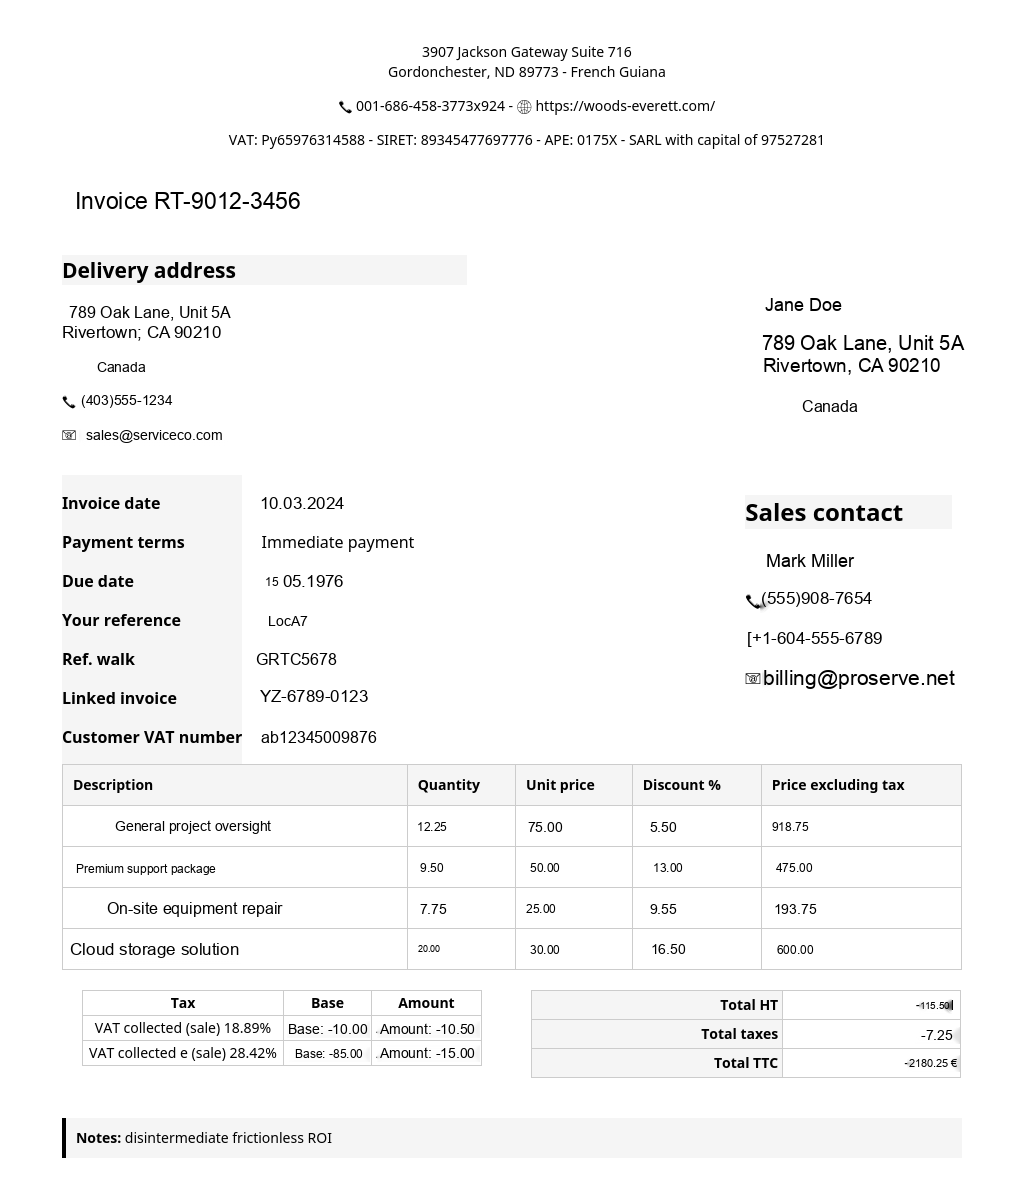 3907 Jackson Gateway Suite 716
Gordonchester, ND 89773 - French Guiana
001-686-458-3773x924 - https://woods-everett.com/
VAT: Py65976314588 - SIRET: 89345477697776 - APE: 0175X - SARL with capital of 97527281
Invoice RT-9012-3456
Delivery address
789 Oak Lane, Unit 5A
Rivertown; CA 90210
Canada
(403)555-1234
sales@serviceco.com
Jane Doe
789 Oak Lane, Unit 5A
Rivertown, CA 90210
Canada
Invoice date 10.03.2024
Payment terms Immediate payment
Due date 15 05.1976
Your reference LocA7
Ref. walk GRTC5678
Linked invoice YZ-6789-0123
Customer VAT number ab12345009876
Sales contact
Mark Miller
(555)908-7654
[+1-604-555-6789
billing@proserve.net
Description Quantity Unit price Discount % Price excluding tax
General project oversight 12.25 75.00 5.50 918.75
Premium support package 9.50 50.00 13.00 475.00
On-site equipment repair 7.75 25.00 9.55 193.75
Cloud storage solution 20.00 30.00 16.50 600.00
Tax Base Amount
VAT collected (sale) 18.89% Base: -10.00 Amount: -10.50
VAT collected e (sale) 28.42% Base: -85.00 Amount: -15.00
Total HT -115.50
Total taxes -7.25
Total TTC -2180.25 €
Notes: disintermediate frictionless ROI